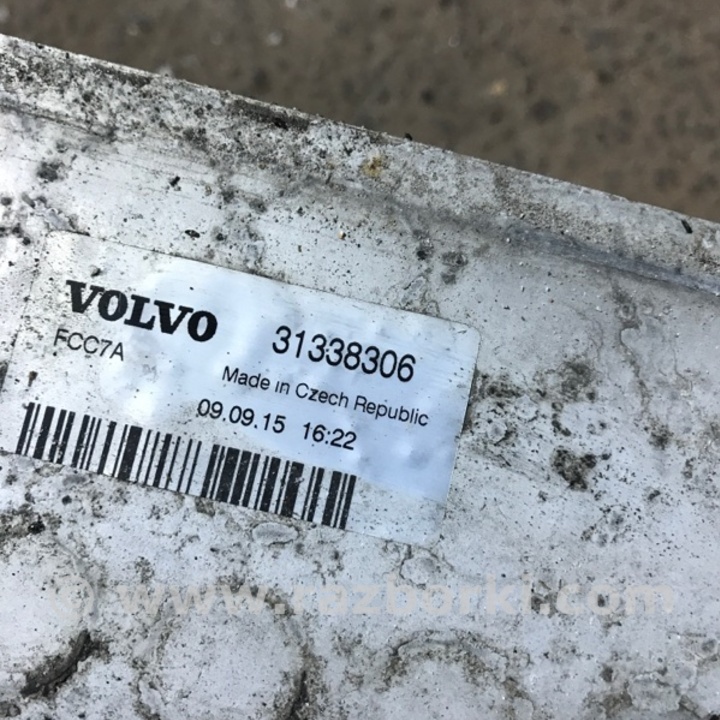 VOLVO 31338306
FCC7A
Made in Czech Republic
09.09.15 16:22
www.razborki.com